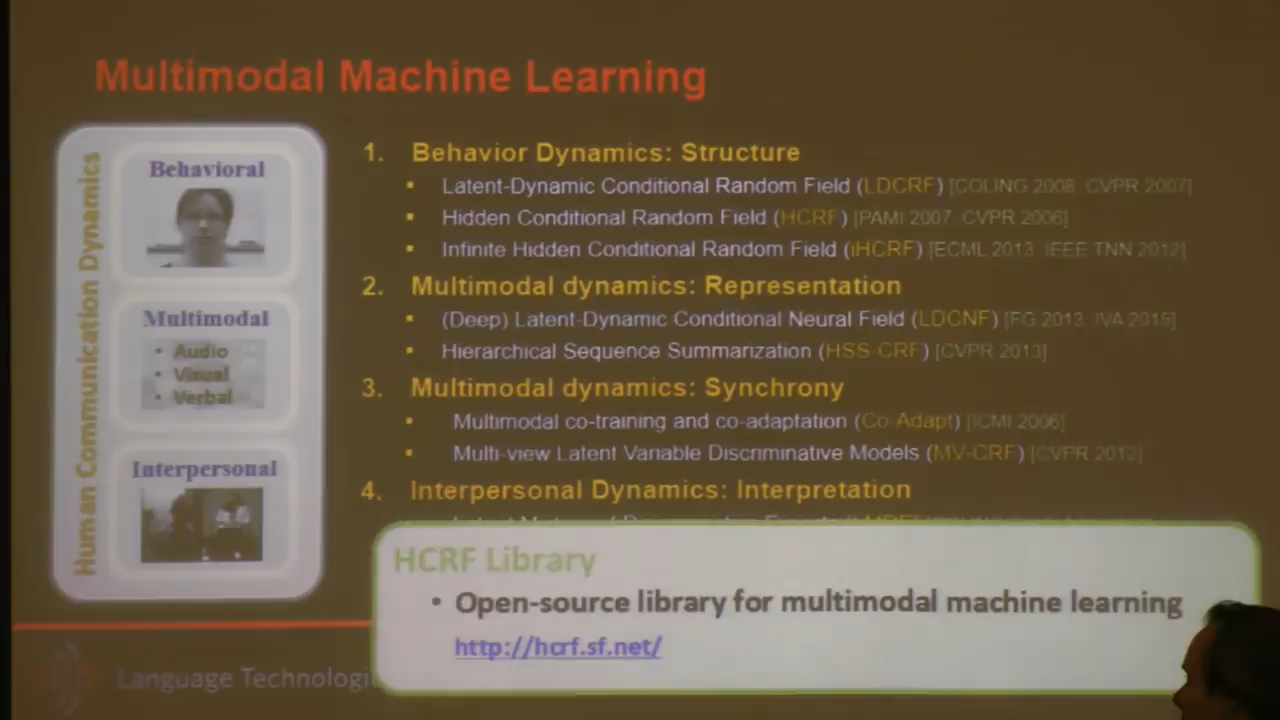 Multimodal Machine Learning
Human Communication Dynamics
Behavioral
Multimodal
• Audio
• Visual
• Verbal
Interpersonal
1. Behavior Dynamics: Structure
▪ Latent-Dynamic Conditional Random Field (LDCRF) [COLING 2008, CVPR 2007]
▪ Hidden Conditional Random Field (HCRF) [PAMI 2007, CVPR 2006]
▪ Infinite Hidden Conditional Random Field (iHCRF) [ECML 2013, IEEE TNN 2012]
2. Multimodal dynamics: Representation
▪ (Deep) Latent-Dynamic Conditional Neural Field (LDCNF) [FG 2013, IVA 2015]
▪ Hierarchical Sequence Summarization (HSS-CRF) [CVPR 2013]
3. Multimodal dynamics: Synchrony
▪ Multimodal co-training and co-adaptation (Co-Adapt) [ICMI 2006]
▪ Multi-view Latent Variable Discriminative Models (MV-CRF) [CVPR 2012]
4. Interpersonal Dynamics: Interpretation
HCRF Library
• Open-source library for multimodal machine learning
http://hcrf.sf.net/
Language Technologi